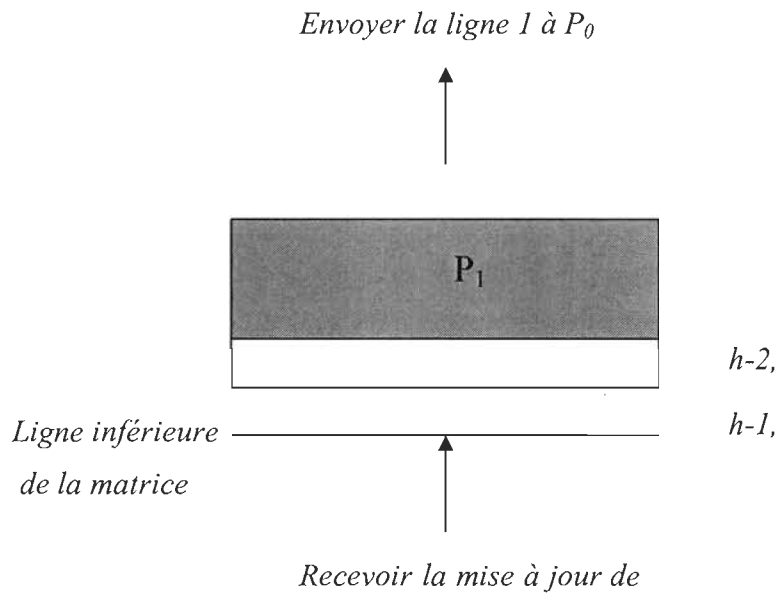 Envoyer la ligne 1 à P₀
P₁
h-2,
h-1,
Ligne inférieure
de la matrice
Recevoir la mise à jour de